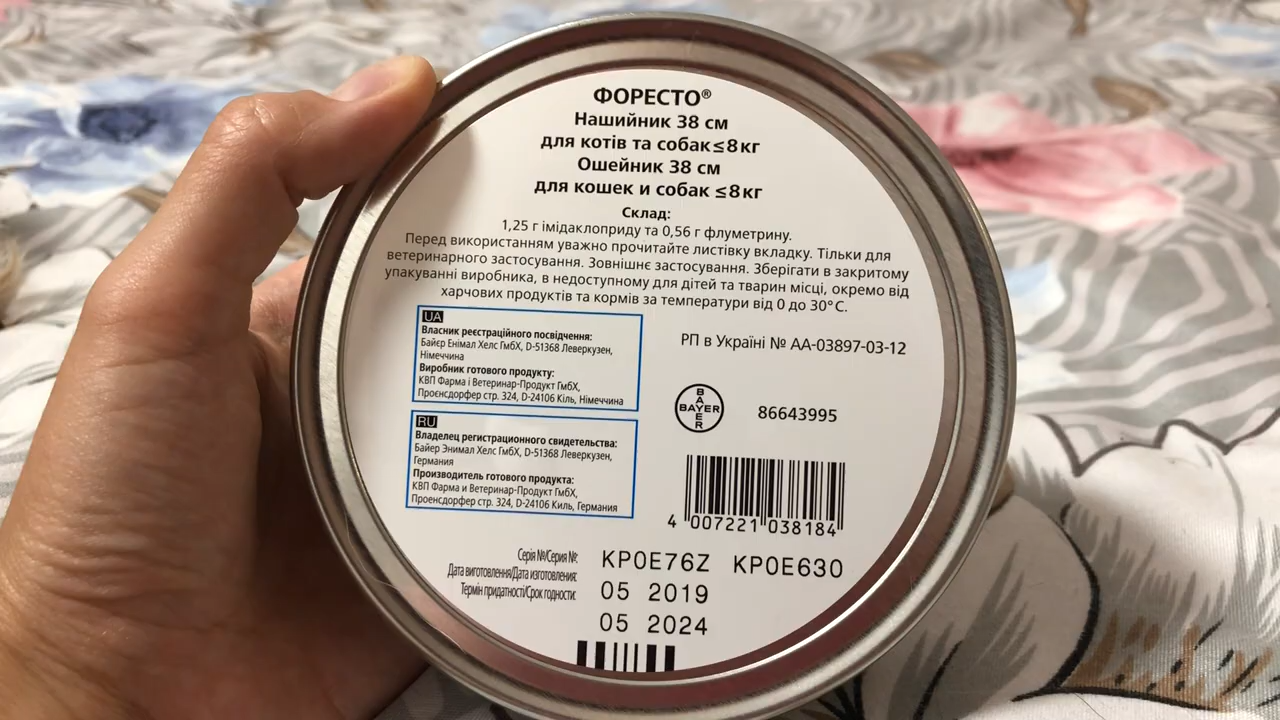 ФОРЕСТО®
Нашийник 38 см
для котів та собак ≤8 кг
Ошейник 38 см
для кошек и собак ≤8 кг
Склад:
1,25 г імідаклоприду та 0,56 г флуметрину.
Перед використанням уважно прочитайте листівку вкладку. Тільки для
ветеринарного застосування. Зовнішнє застосування. Зберігати в закритому
упакуванні виробника, в недоступному для дітей та тварин місці, окремо від
харчових продуктів та кормів за температури від 0 до 30°C.
UA
Власник реєстраційного посвідчення:
Байєр Енімал Хелс ГмбХ, D-51368 Леверкузен,
Німеччина
Виробник готового продукту:
КВП Фарма і Ветеринар-Продукт ГмбХ,
Проєнсдорфер стр. 324, D-24106 Кіль, Німеччина
RU
Владелец регистрационного свидетельства:
Байер Энимал Хелс ГмбХ, D-51368 Леверкузен,
Германия
Производитель готового продукта:
КВП Фарма и Ветеринар-Продукт ГмбХ,
Проенсдорфер стр. 324, D-24106 Киль, Германия
РП в Україні № АА-03897-03-12
BAYER
BAYER
86643995
4 007221 038184
Серія №/Серия №: KP0E76Z KP0E630
Дата виготовлення/Дата изготовления: 05 2019
Термін придатності/Срок годности: 05 2024